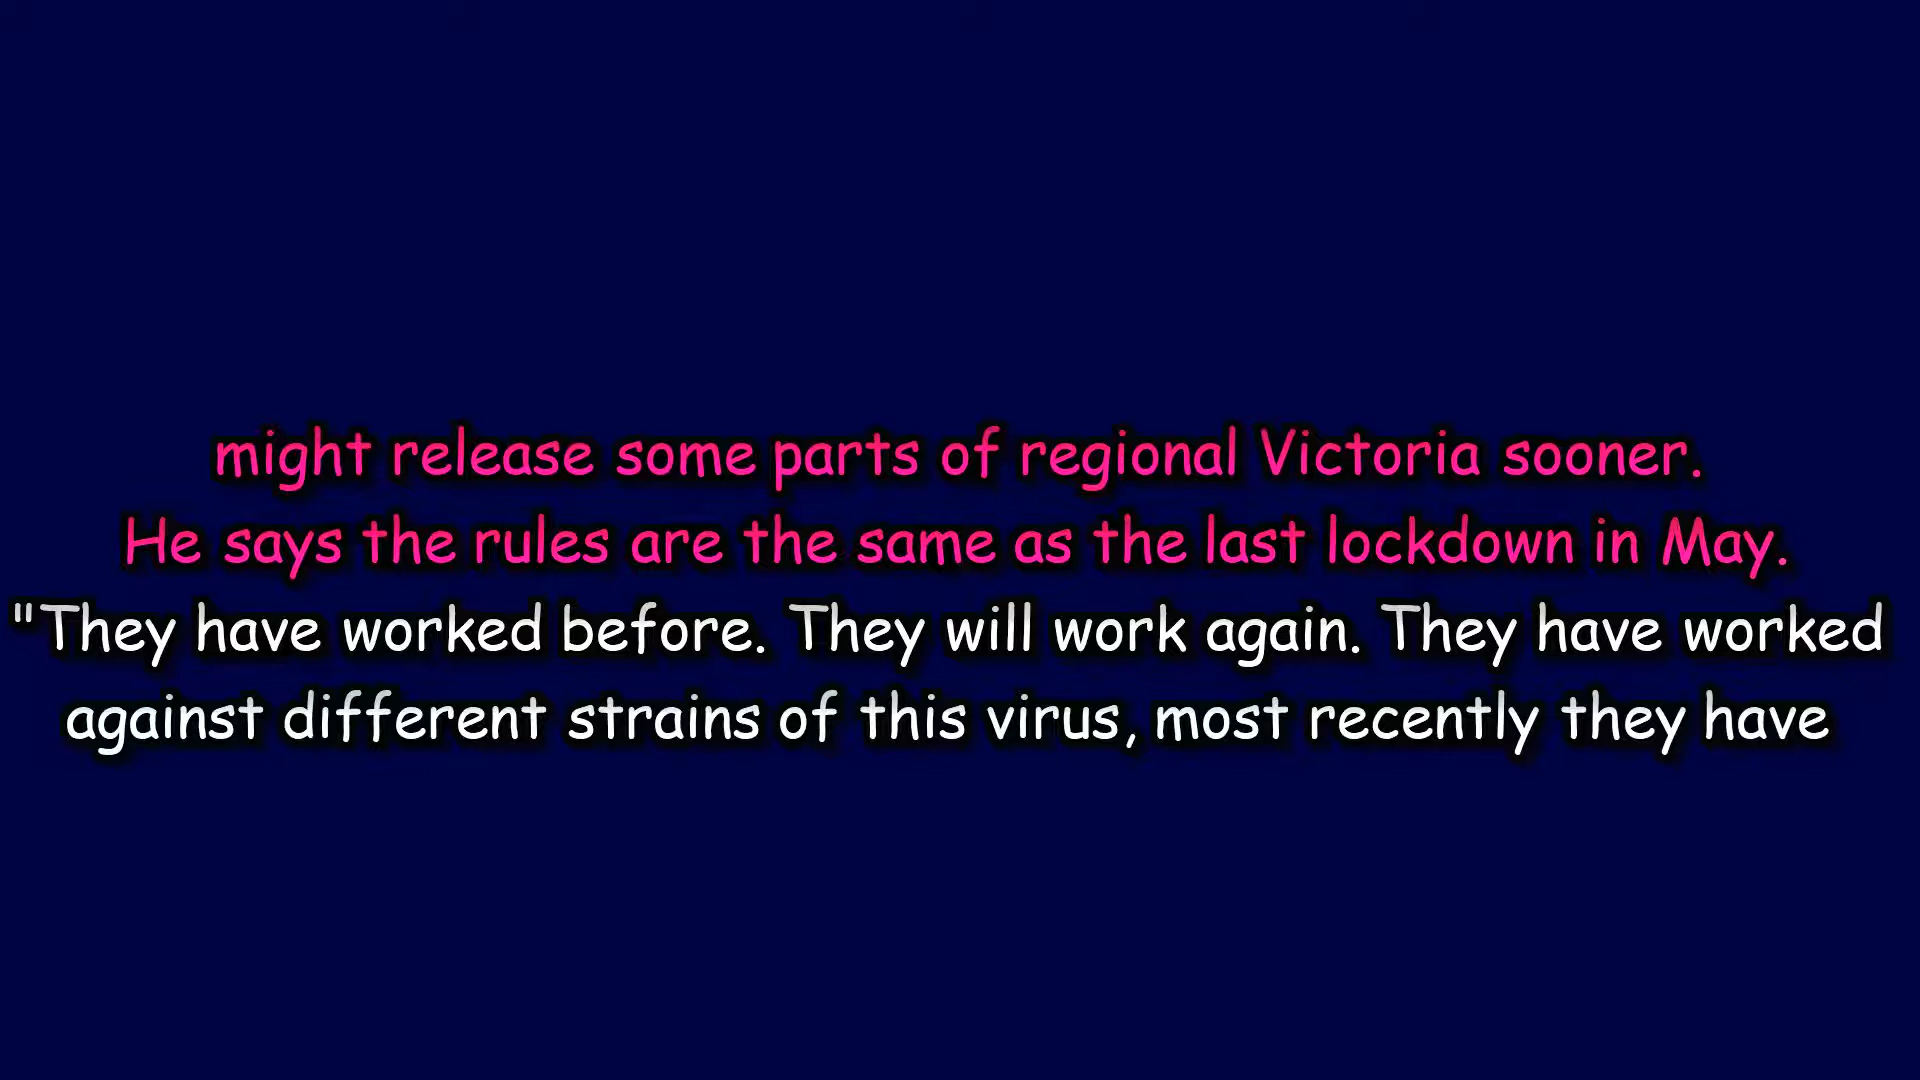 might release some parts of regional Victoria sooner.
He says the rules are the same as the last lockdown in May.
"They have worked before. They will work again. They have worked
against different strains of this virus, most recently they have